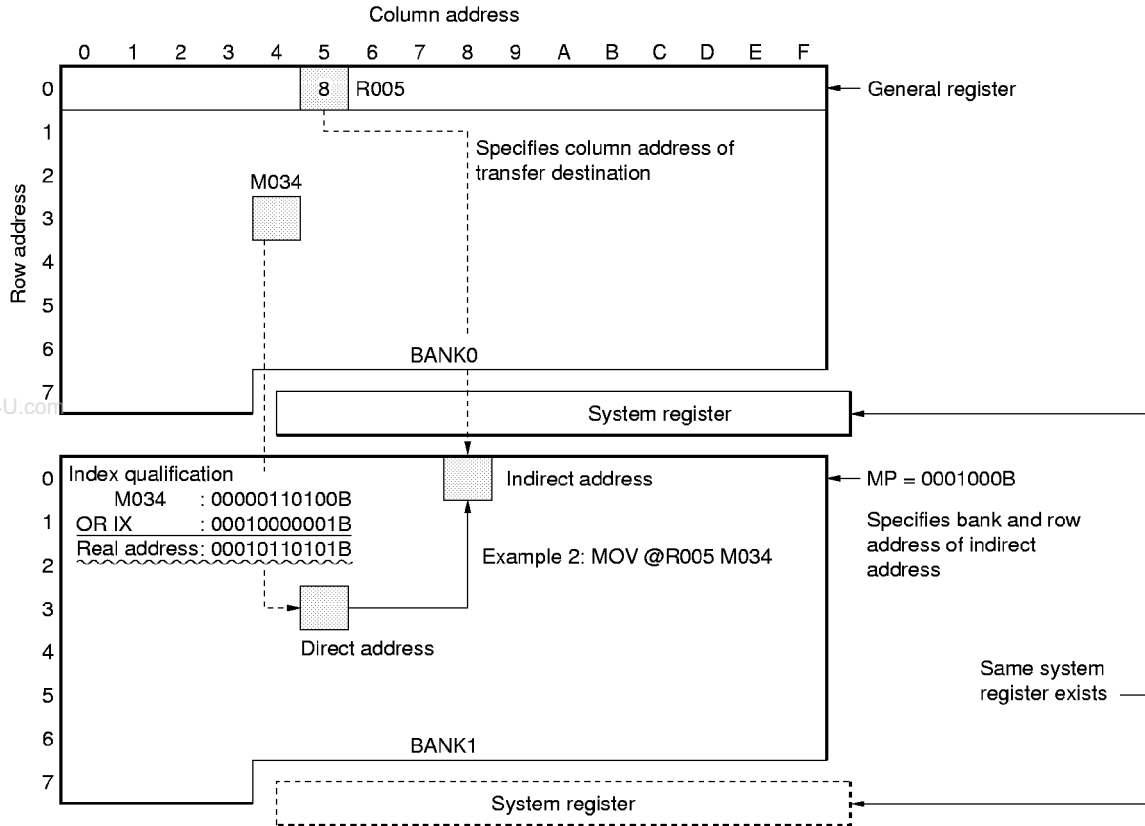 Column address
0 1 2 3 4 5 6 7 8 9 A B C D E F
0 8 R005 General register
1
Specifies column address of
transfer destination
2
M034
3
Row address
4
5
6
BANK0
7
System register
U.com
0 Index qualification Indirect address MP = 0001000B
M034 : 00000110100B
1 OR IX : 00010000001B Specifies bank and row
Real address: 00010110101B Example 2: MOV @R005 M034 address of indirect
2 address
3
Direct address
4
Same system
5 register exists
6
BANK1
7
System register